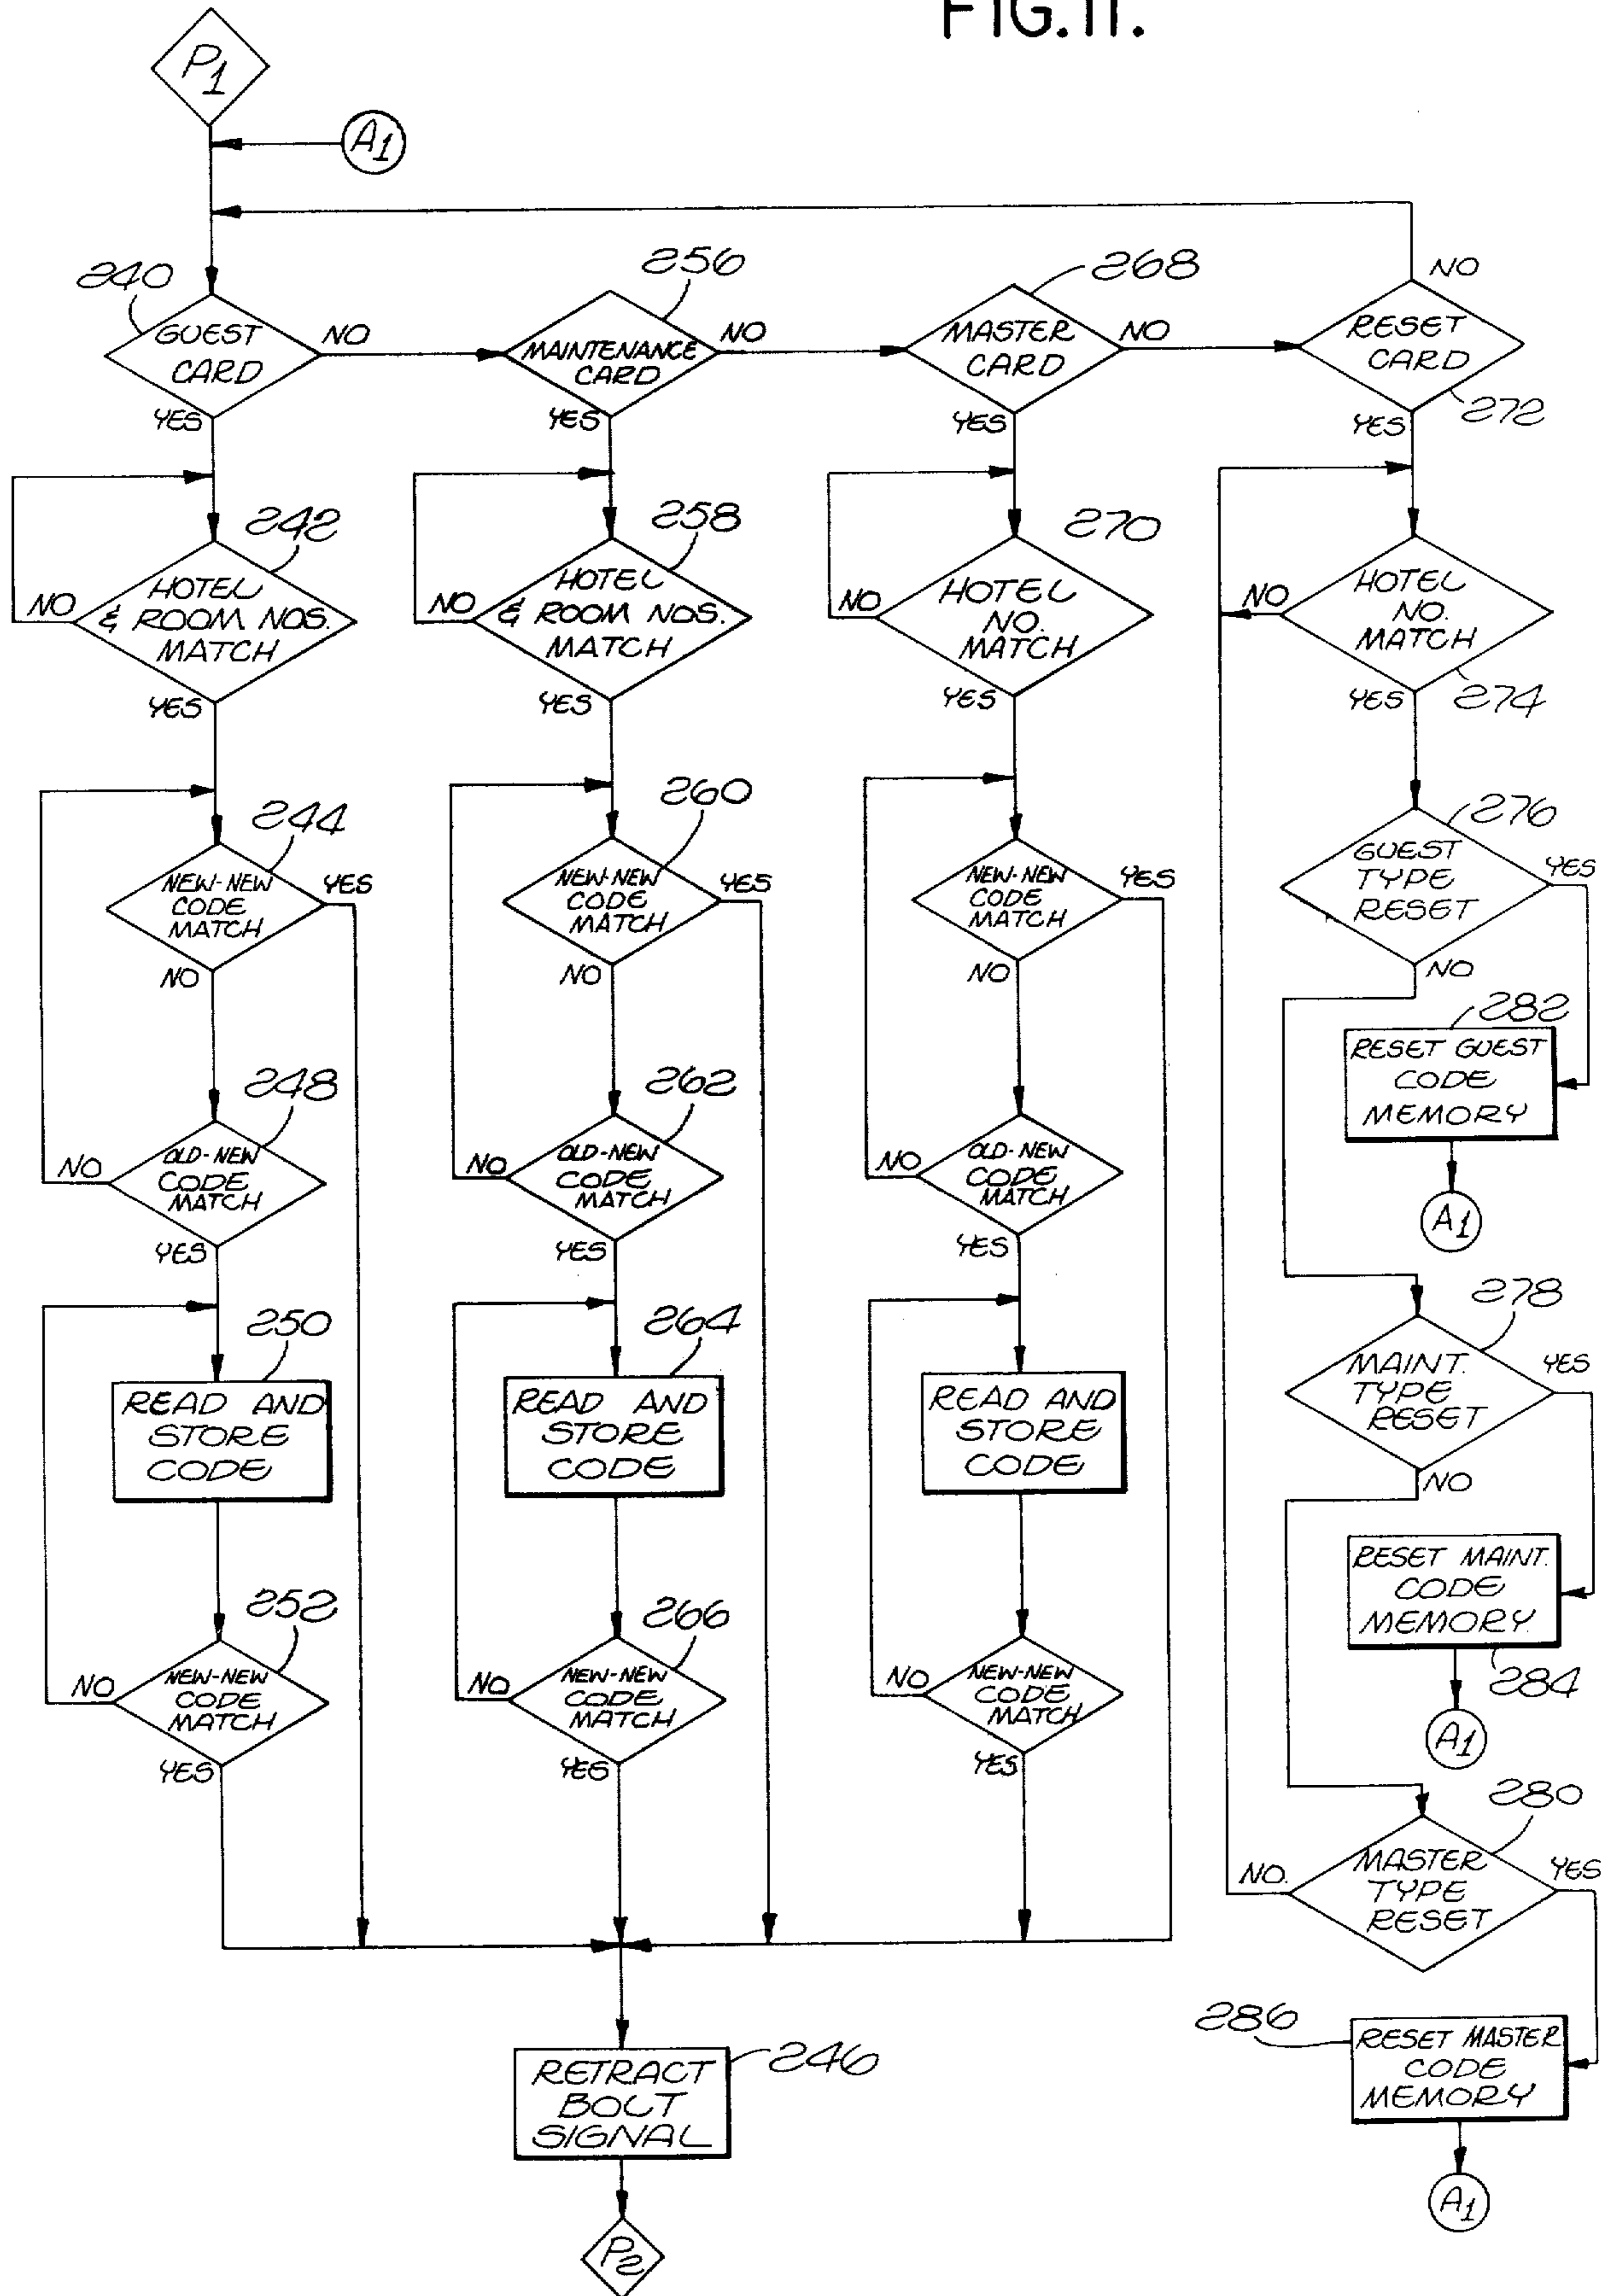 FIG. 11.
P1
A1
240
GUEST
CARD
NO
YES
256
MAINTENANCE
CARD
NO
YES
268
MASTER
CARD
NO
YES
NO
RESET
CARD
272
YES
242
HOTEL
& ROOM NOS.
MATCH
NO
YES
258
HOTEL
& ROOM NOS.
MATCH
NO
YES
270
HOTEL
NO.
MATCH
NO
YES
HOTEL
NO.
MATCH
NO
274
YES
244
NEW-NEW
CODE
MATCH
YES
NO
260
NEW-NEW
CODE
MATCH
YES
NO
NEW-NEW
CODE
MATCH
YES
NO
276
GUEST
TYPE
RESET
YES
NO
282
RESET GUEST
CODE
MEMORY
A1
248
OLD-NEW
CODE
MATCH
NO
YES
262
OLD-NEW
CODE
MATCH
NO
YES
OLD-NEW
CODE
MATCH
NO
YES
278
MAINT.
TYPE
RESET
YES
NO
250
READ AND
STORE
CODE
264
READ AND
STORE
CODE
READ AND
STORE
CODE
RESET MAINT.
CODE
MEMORY
284
A1
252
NEW-NEW
CODE
MATCH
NO
YES
266
NEW-NEW
CODE
MATCH
NO
YES
NEW-NEW
CODE
MATCH
NO
YES
280
MASTER
TYPE
RESET
NO.
YES
286
RESET MASTER
CODE
MEMORY
A1
246
RETRACT
BOLT
SIGNAL
P2